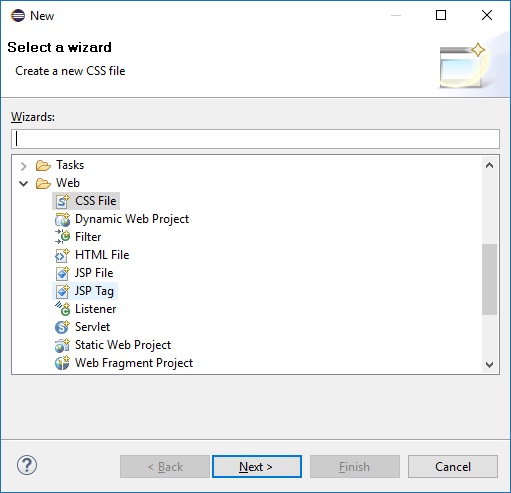 New
Select a wizard
Create a new CSS file
Wizards:
Tasks
Web
CSS File
Dynamic Web Project
Filter
HTML File
JSP File
JSP Tag
Listener
Servlet
Static Web Project
Web Fragment Project
? < Back Next > Finish Cancel